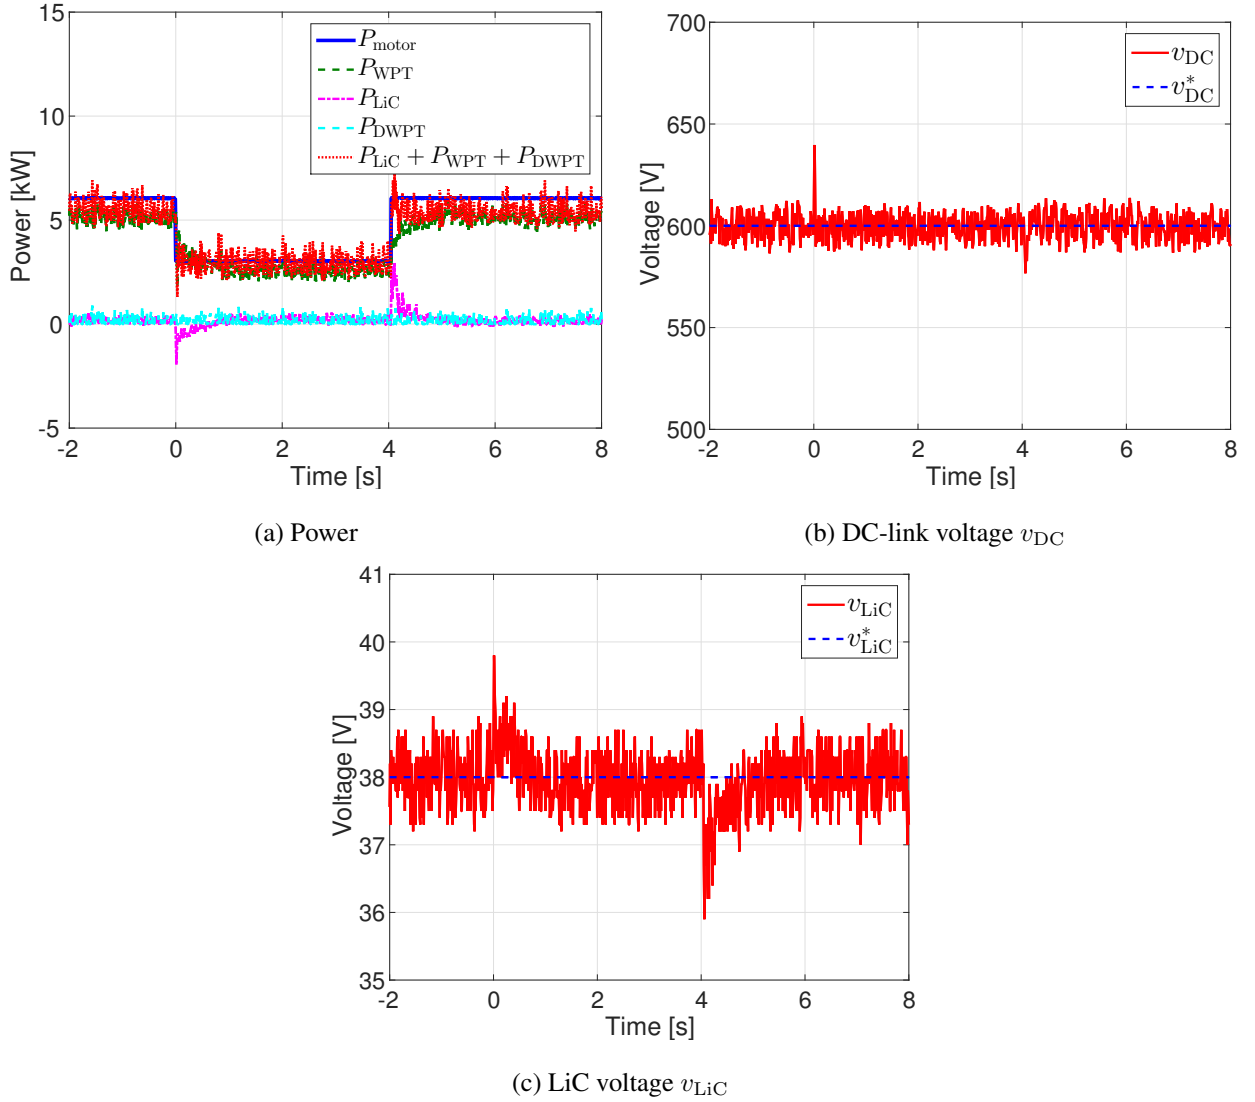 15
10
5
0
-5
-2
0
2
4
6
8
Power [kW]
Time [s]
P_motor
P_WPT
P_LiC
P_DWPT
P_LiC + P_WPT + P_DWPT
(a) Power
700
650
600
550
500
-2
0
2
4
6
8
Voltage [V]
Time [s]
v_DC
v*_DC
(b) DC-link voltage v_DC
41
40
39
38
37
36
35
-2
0
2
4
6
8
Voltage [V]
Time [s]
v_LiC
v*_LiC
(c) LiC voltage v_LiC